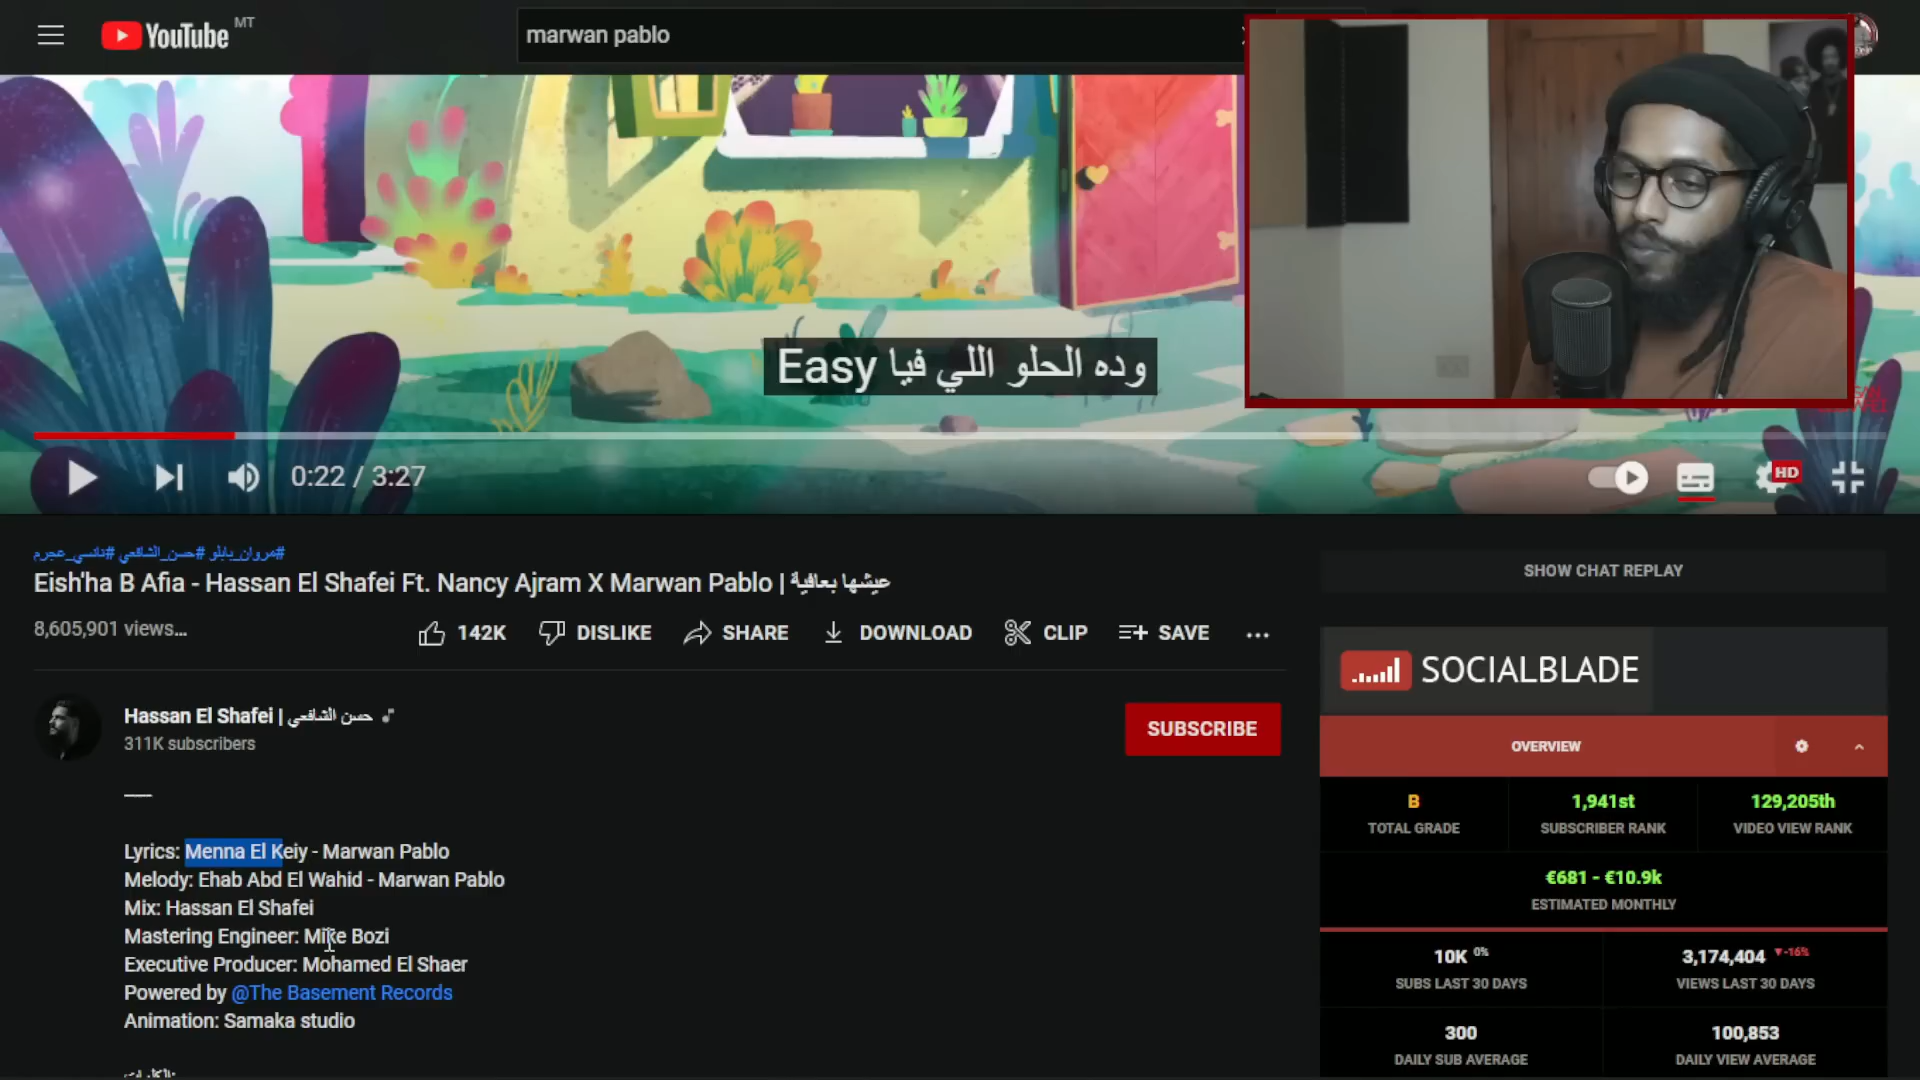 YouTube MT
marwan pablo
وده الحلو اللي فيا Easy
0:22 / 3:27
HD
#مروان_بابلو #حسن_الشافعي #نانسي_عجرم
Eish'ha B Afia - Hassan El Shafei Ft. Nancy Ajram X Marwan Pablo | عيشها بعافية
8,605,901 views...
142K
DISLIKE
SHARE
DOWNLOAD
CLIP
SAVE
Hassan El Shafei | حسن الشافعي
311K subscribers
SUBSCRIBE
Lyrics: Menna El Keiy - Marwan Pablo
Melody: Ehab Abd El Wahid - Marwan Pablo
Mix: Hassan El Shafei
Mastering Engineer: Mike Bozi
Executive Producer: Mohamed El Shaer
Powered by @The Basement Records
Animation: Samaka studio
الكلمات:
SHOW CHAT REPLAY
SOCIALBLADE
OVERVIEW
B 1,941st 129,205th
TOTAL GRADE SUBSCRIBER RANK VIDEO VIEW RANK
€681 - €10.9k
ESTIMATED MONTHLY
10K 0% 3,174,404 -16%
SUBS LAST 30 DAYS VIEWS LAST 30 DAYS
300 100,853
DAILY SUB AVERAGE DAILY VIEW AVERAGE